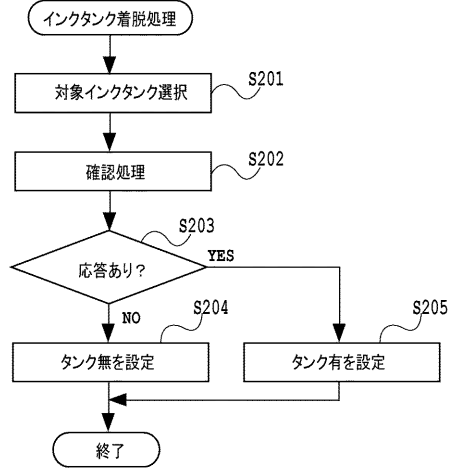 インクタンク着脱処理
対象インクタンク選択
S201
確認処理
S202
応答あり?
S203
YES
NO
タンク無を設定
S204
タンク有を設定
S205
終了